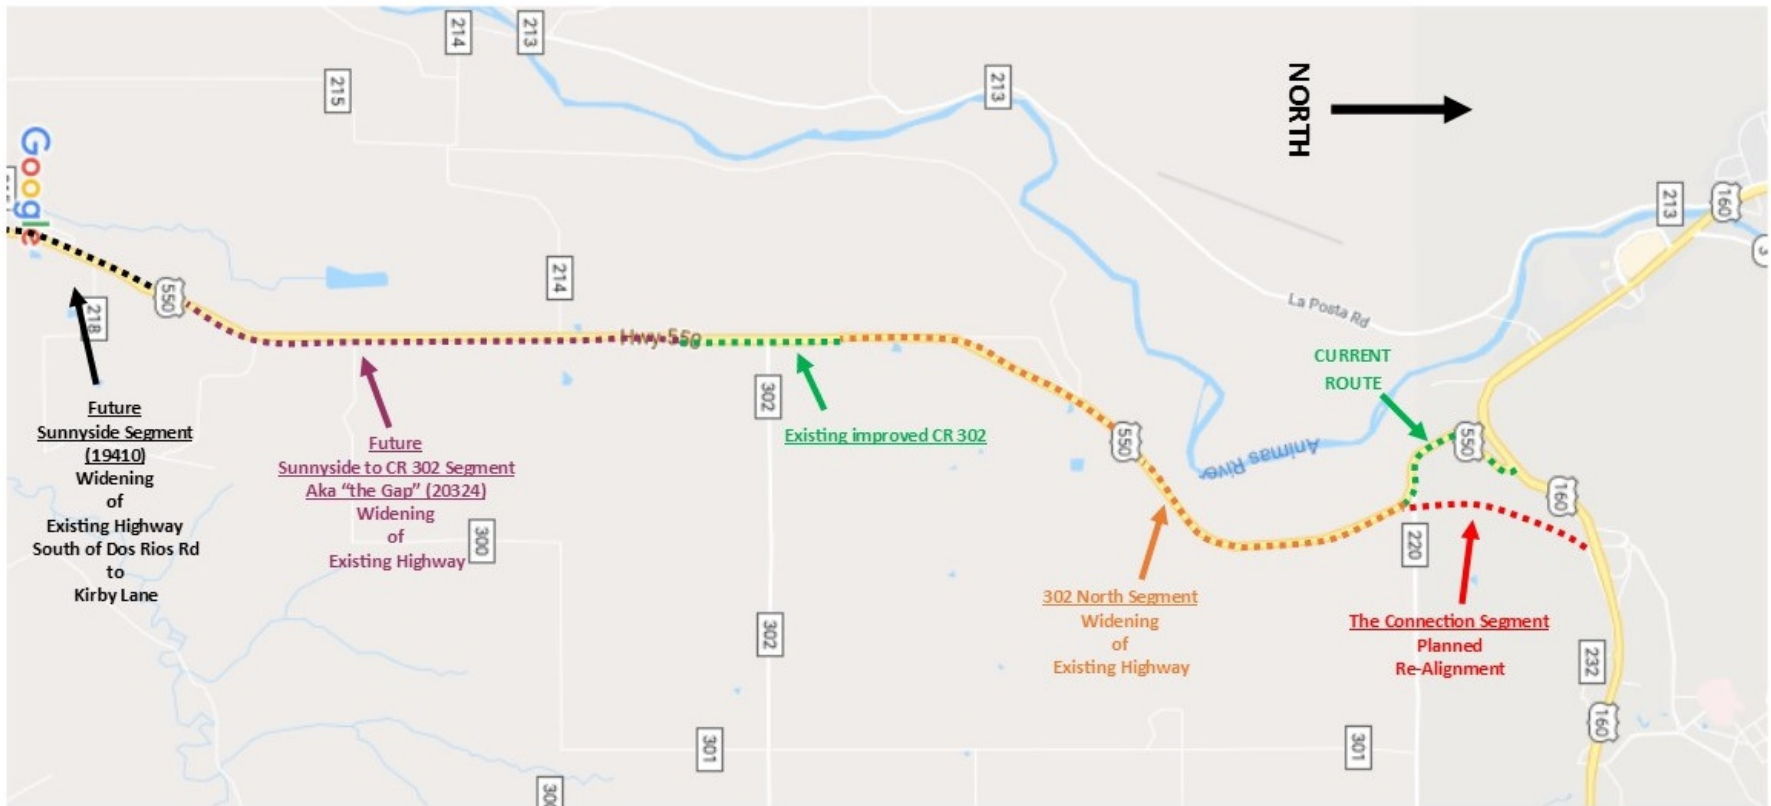 214
213
215
213
NORTH
213
160
3
Google
La Posta Rd
550
218
214
Hwy 550
302
CURRENT
ROUTE
550
550
160
Animas River
Future
Sunnyside Segment
(19410)
Widening
of
Existing Highway
South of Dos Rios Rd
to
Kirby Lane
Future
Sunnyside to CR 302 Segment
Aka “the Gap” (20324)
Widening
of
Existing Highway
300
Existing improved CR 302
220
302 North Segment
Widening
of
Existing Highway
The Connection Segment
Planned
Re-Alignment
302
232
160
301
301
300